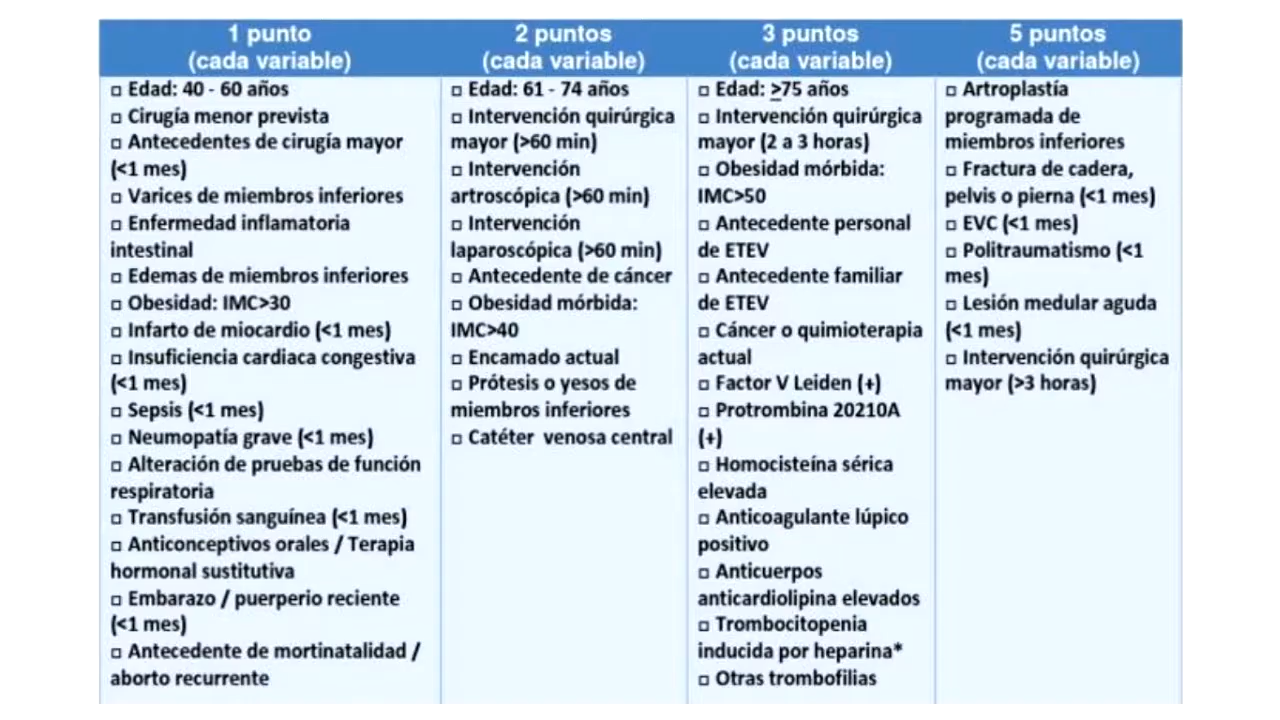 1 punto
(cada variable)
□ Edad: 40 - 60 años
□ Cirugía menor prevista
□ Antecedentes de cirugía mayor
(<1 mes)
□ Varices de miembros inferiores
□ Enfermedad inflamatoria
intestinal
□ Edemas de miembros inferiores
□ Obesidad: IMC>30
□ Infarto de miocardio (<1 mes)
□ Insuficiencia cardiaca congestiva
(<1 mes)
□ Sepsis (<1 mes)
□ Neumopatía grave (<1 mes)
□ Alteración de pruebas de función
respiratoria
□ Transfusión sanguínea (<1 mes)
□ Anticonceptivos orales / Terapia
hormonal sustitutiva
□ Embarazo / puerperio reciente
(<1 mes)
□ Antecedente de mortinatalidad /
aborto recurrente
2 puntos
(cada variable)
□ Edad: 61 - 74 años
□ Intervención quirúrgica
mayor (>60 min)
□ Intervención
artroscópica (>60 min)
□ Intervención
laparoscópica (>60 min)
□ Antecedente de cáncer
□ Obesidad mórbida:
IMC>40
□ Encamado actual
□ Prótesis o yesos de
miembros inferiores
□ Catéter venosa central
3 puntos
(cada variable)
□ Edad: >75 años
□ Intervención quirúrgica
mayor (2 a 3 horas)
□ Obesidad mórbida:
IMC>50
□ Antecedente personal
de ETEV
□ Antecedente familiar
de ETEV
□ Cáncer o quimioterapia
actual
□ Factor V Leiden (+)
□ Protrombina 20210A
(+)
□ Homocisteína sérica
elevada
□ Anticoagulante lúpico
positivo
□ Anticuerpos
anticardiolipina elevados
□ Trombocitopenia
inducida por heparina*
□ Otras trombofilias
5 puntos
(cada variable)
□ Artroplastía
programada de
miembros inferiores
□ Fractura de cadera,
pelvis o pierna (<1 mes)
□ EVC (<1 mes)
□ Politraumatismo (<1
mes)
□ Lesión medular aguda
(<1 mes)
□ Intervención quirúrgica
mayor (>3 horas)